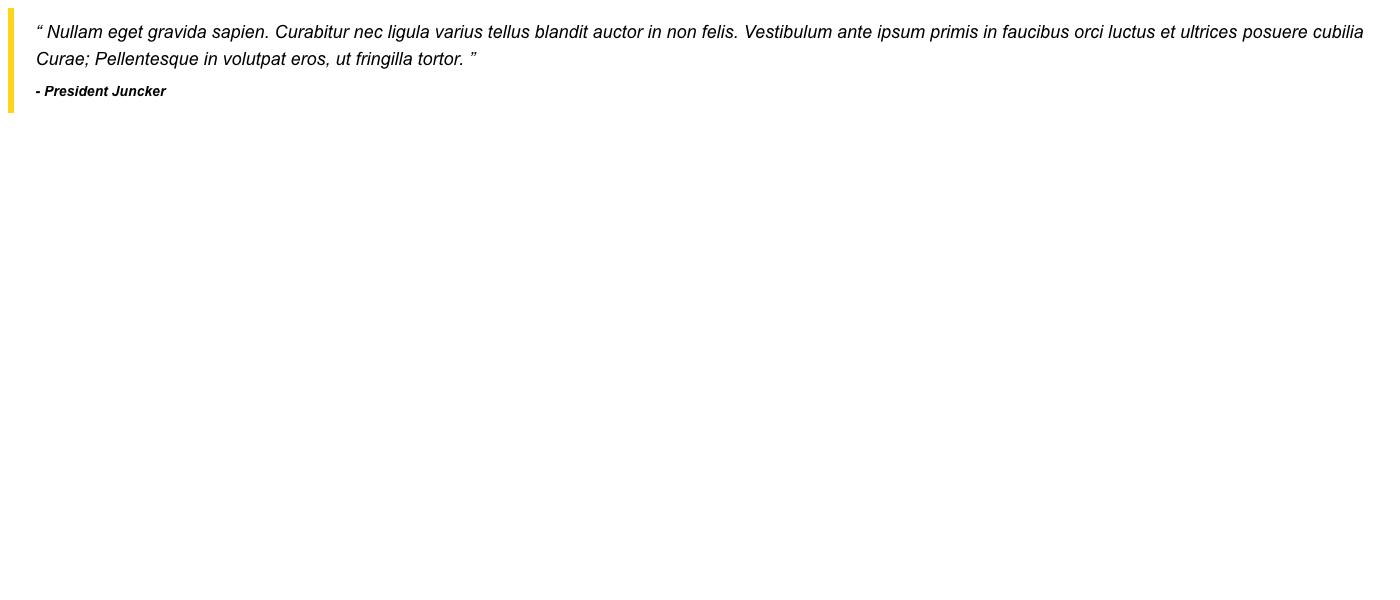 “ Nullam eget gravida sapien. Curabitur nec ligula varius tellus blandit auctor in non felis. Vestibulum ante ipsum primis in faucibus orci luctus et ultrices posuere cubilia
Curae; Pellentesque in volutpat eros, ut fringilla tortor. ”
- President Juncker